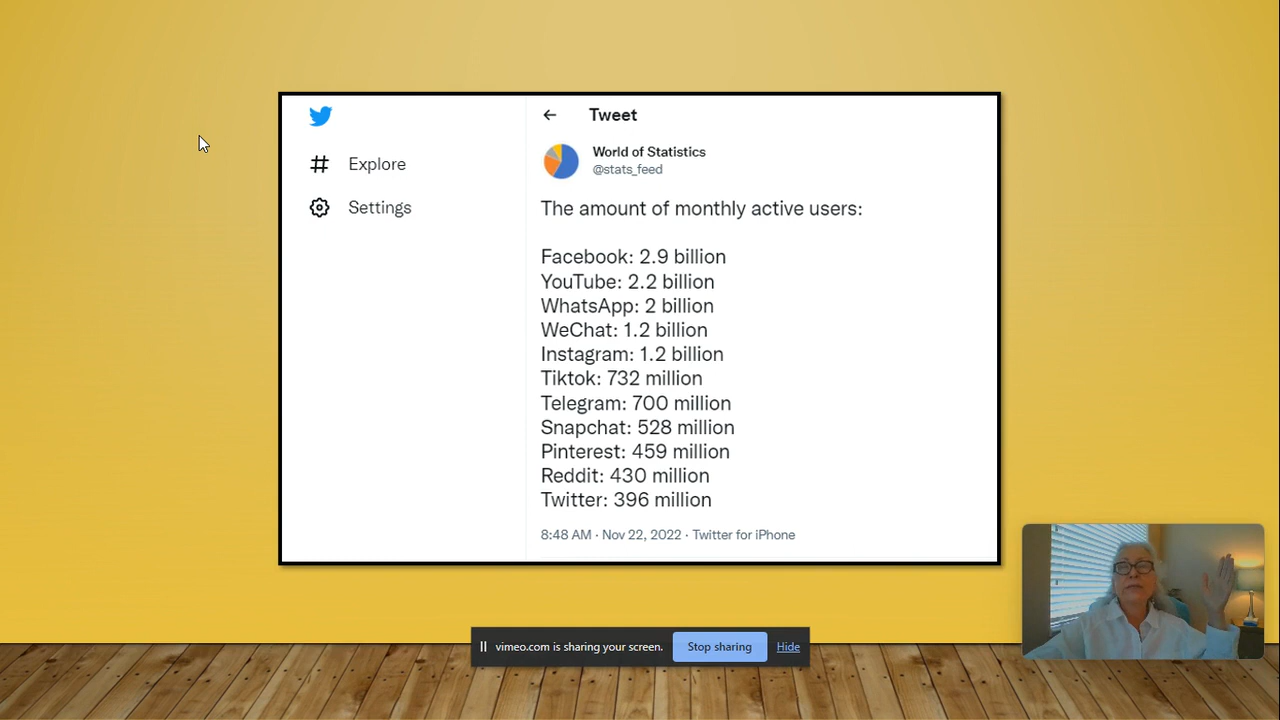 Tweet
Explore
Settings
World of Statistics
@stats_feed
The amount of monthly active users:
Facebook: 2.9 billion
YouTube: 2.2 billion
WhatsApp: 2 billion
WeChat: 1.2 billion
Instagram: 1.2 billion
Tiktok: 732 million
Telegram: 700 million
Snapchat: 528 million
Pinterest: 459 million
Reddit: 430 million
Twitter: 396 million
8:48 AM · Nov 22, 2022 · Twitter for iPhone
vimeo.com is sharing your screen.
Stop sharing
Hide